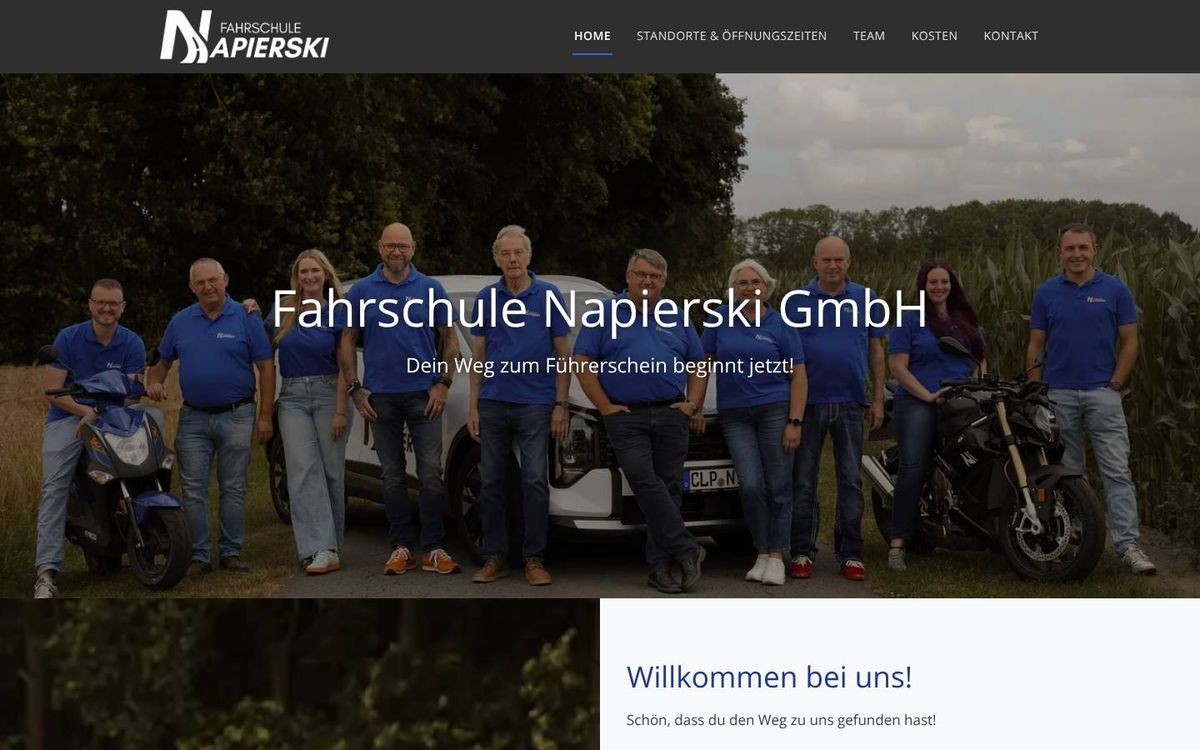 FAHRSCHULE
NAPIERSKI
HOME
STANDORTE & ÖFFNUNGSZEITEN
TEAM
KOSTEN
KONTAKT
Fahrschule Napierski GmbH
Dein Weg zum Führerschein beginnt jetzt!
CLP N
Willkommen bei uns!
Schön, dass du den Weg zu uns gefunden hast!